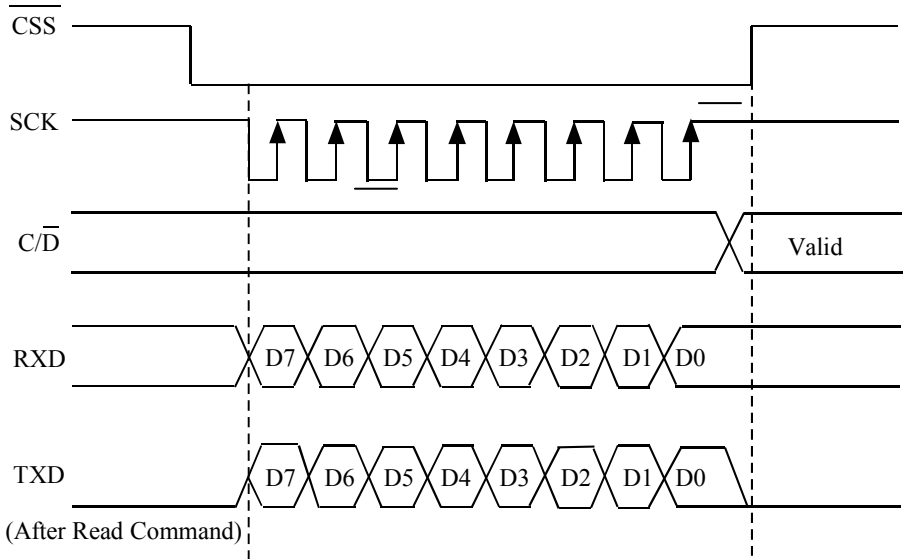 C̅S̅S̅
SCK
C/D̅
Valid
RXD
D7 D6 D5 D4 D3 D2 D1 D0
TXD
D7 D6 D5 D4 D3 D2 D1 D0
(After Read Command)